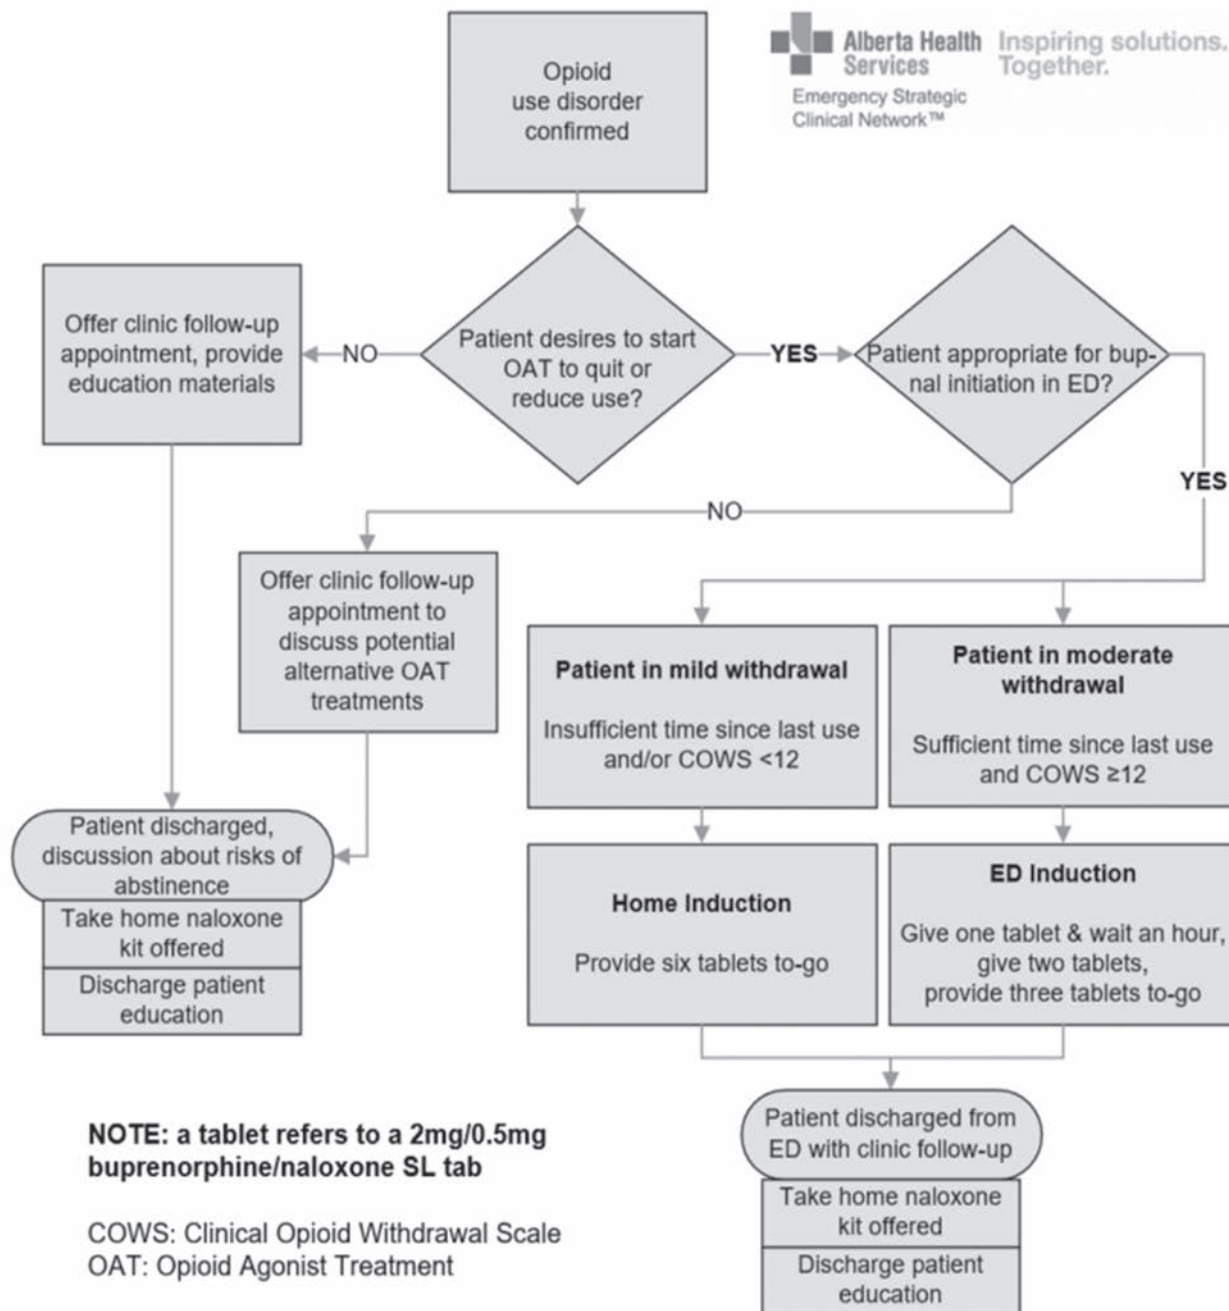 Alberta Health
Services
Inspiring solutions.
Together.
Emergency Strategic
Clinical Network™
Opioid
use disorder
confirmed
Offer clinic follow-up
appointment, provide
education materials
NO
Patient desires to start
OAT to quit or
reduce use?
YES
Patient appropriate for bup-
nal initiation in ED?
YES
NO
Offer clinic follow-up
appointment to
discuss potential
alternative OAT
treatments
Patient in mild withdrawal
Insufficient time since last use
and/or COWS <12
Patient in moderate
withdrawal
Sufficient time since last use
and COWS ≥12
Patient discharged,
discussion about risks of
abstinence
Take home naloxone
kit offered
Discharge patient
education
Home Induction
Provide six tablets to-go
ED Induction
Give one tablet & wait an hour,
give two tablets,
provide three tablets to-go
Patient discharged from
ED with clinic follow-up
Take home naloxone
kit offered
Discharge patient
education
NOTE: a tablet refers to a 2mg/0.5mg
buprenorphine/naloxone SL tab
COWS: Clinical Opioid Withdrawal Scale
OAT: Opioid Agonist Treatment